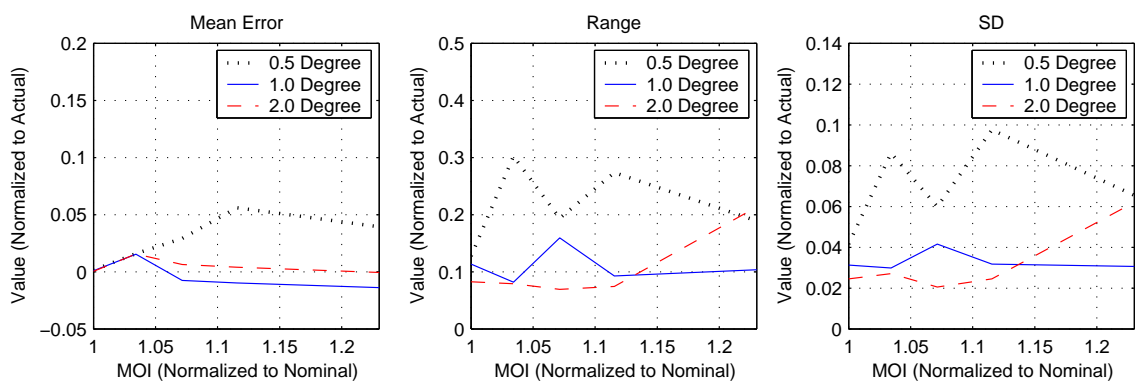 Mean Error
0.2
0.15
0.1
0.05
0
−0.05
Value (Normalized to Actual)
0.5 Degree
1.0 Degree
2.0 Degree
1 1.05 1.1 1.15 1.2
MOI (Normalized to Nominal)
Range
0.5
0.4
0.3
0.2
0.1
0
Value (Normalized to Actual)
0.5 Degree
1.0 Degree
2.0 Degree
1 1.05 1.1 1.15 1.2
MOI (Normalized to Nominal)
SD
0.14
0.12
0.1
0.08
0.06
0.04
0.02
0
Value (Normalized to Actual)
0.5 Degree
1.0 Degree
2.0 Degree
1 1.05 1.1 1.15 1.2
MOI (Normalized to Nominal)